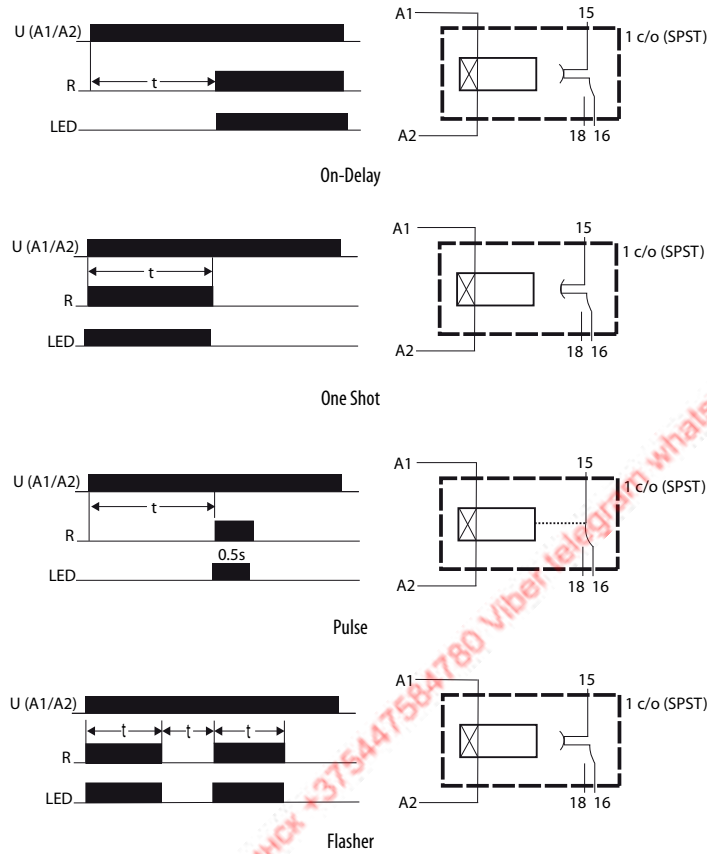 U (A1/A2)
R
t
LED
A1
15
1 c/o (SPST)
A2
18 16
On-Delay
U (A1/A2)
t
R
LED
A1
15
1 c/o (SPST)
A2
18 16
One Shot
U (A1/A2)
t
R
0.5s
LED
A1
15
1 c/o (SPST)
A2
18 16
Pulse
U (A1/A2)
t t t
R
LED
A1
15
1 c/o (SPST)
A2
18 16
Flasher
нск +375447584780 Viber telegram whats